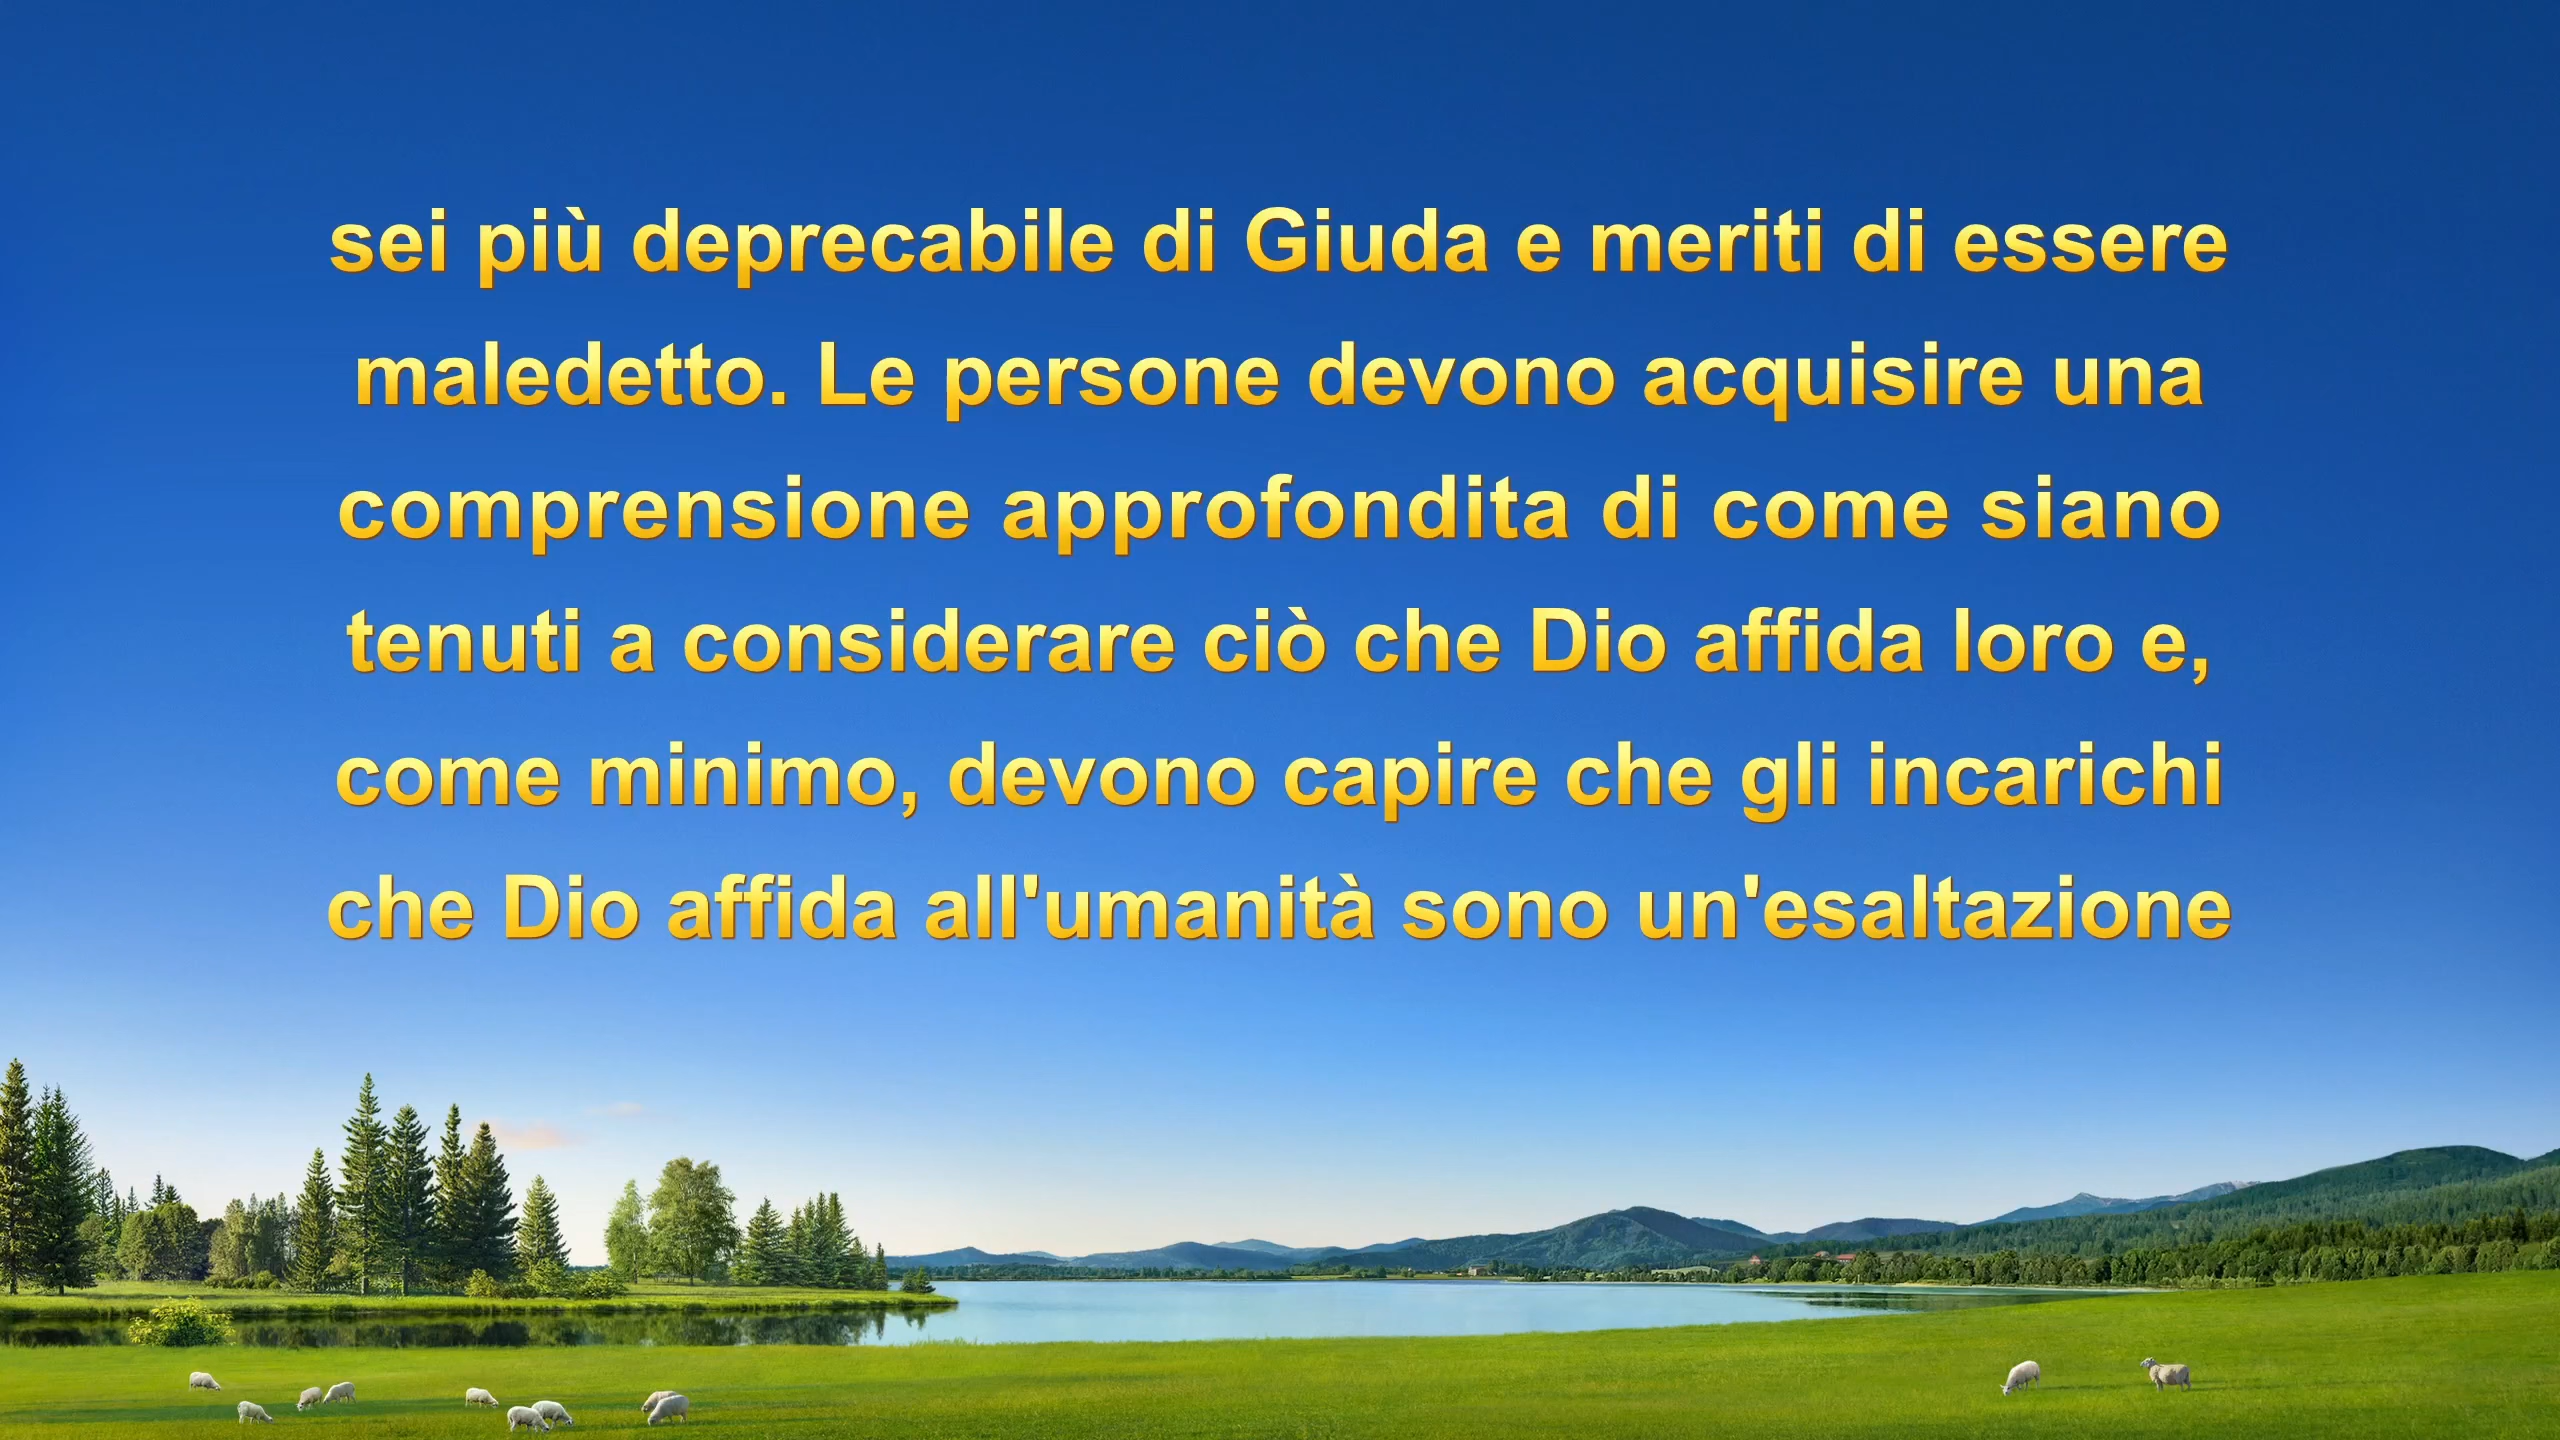 sei più deprecabile di Giuda e meriti di essere
maledetto. Le persone devono acquisire una
comprensione approfondita di come siano
tenuti a considerare ciò che Dio affida loro e,
come minimo, devono capire che gli incarichi
che Dio affida all'umanità sono un'esaltazione